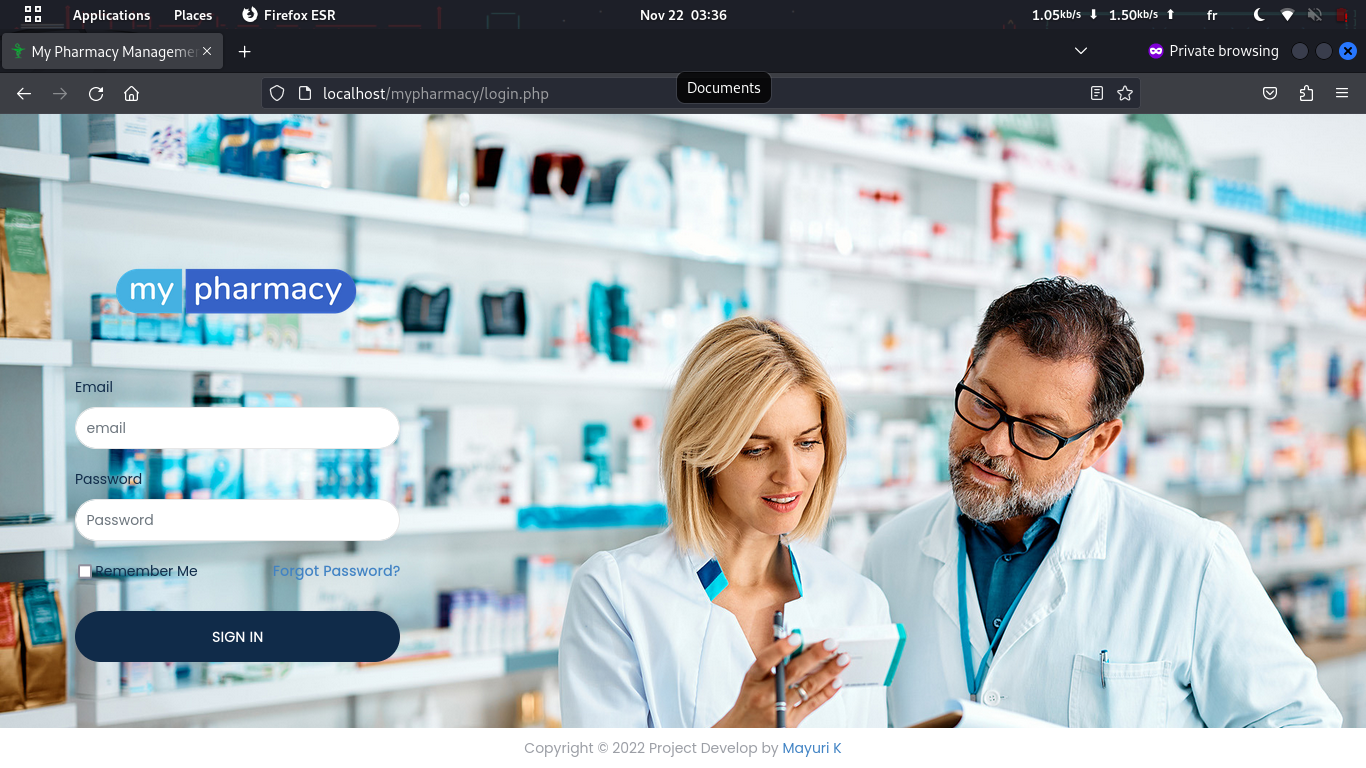 Applications Places Firefox ESR Nov 22 03:36 1.05kb/s ⬇ 1.50kb/s ⬆ fr
My Pharmacy Manageme
Private browsing
localhost/mypharmacy/login.php
Documents
my pharmacy
Email
email
Password
Password
Remember Me Forgot Password?
SIGN IN
Copyright © 2022 Project Develop by Mayuri K